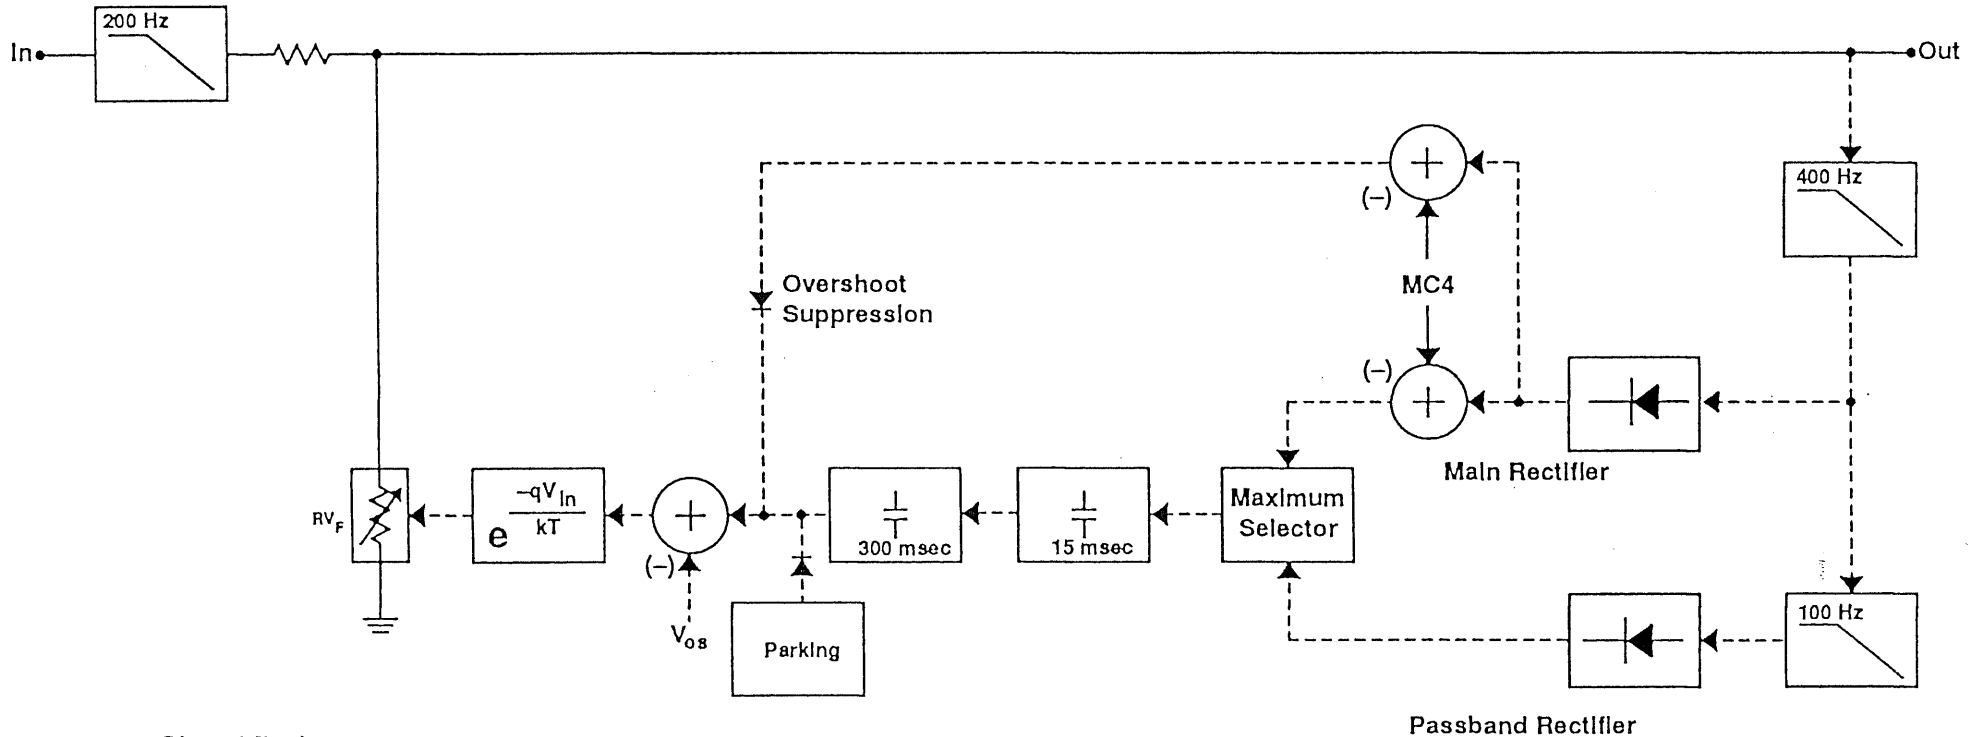 200 Hz
In
Out
(–)
400 Hz
Overshoot
Suppression
MC4
(–)
Main Rectifier
Maximum
Selector
RV_F
e^{–qV_In / kT}
300 msec
15 msec
(–)
V_OS
Parking
100 Hz
Passband Rectifier